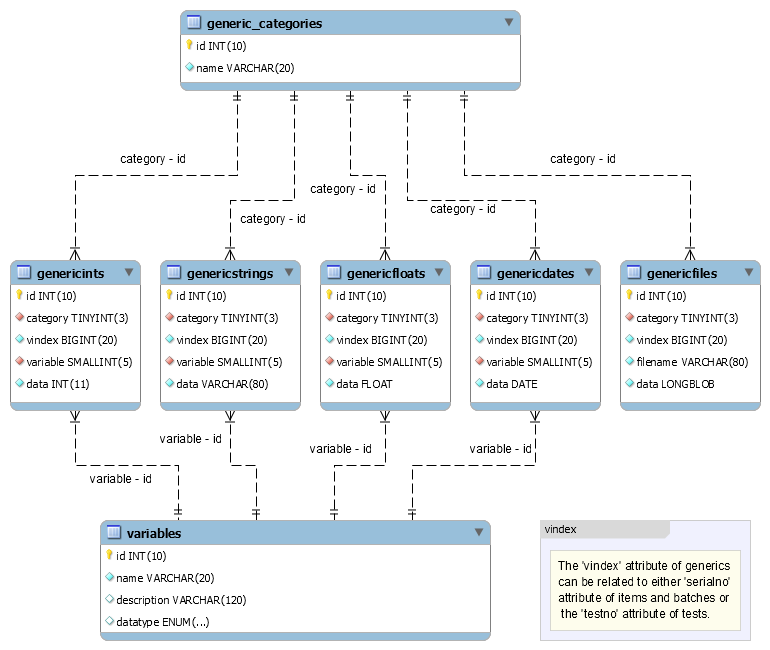 generic_categories
id INT(10)
name VARCHAR(20)
category - id
category - id
category - id
category - id
category - id
genericints
id INT(10)
category TINYINT(3)
vindex BIGINT(20)
variable SMALLINT(5)
data INT(11)
genericstrings
id INT(10)
category TINYINT(3)
vindex BIGINT(20)
variable SMALLINT(5)
data VARCHAR(80)
genericfloats
id INT(10)
category TINYINT(3)
vindex BIGINT(20)
variable SMALLINT(5)
data FLOAT
genericdates
id INT(10)
category TINYINT(3)
vindex BIGINT(20)
variable SMALLINT(5)
data DATE
genericfiles
id INT(10)
category TINYINT(3)
vindex BIGINT(20)
filename VARCHAR(80)
data LONGBLOB
variable - id
variable - id
variable - id
variable - id
variables
id INT(10)
name VARCHAR(20)
description VARCHAR(120)
datatype ENUM(...)
vindex
The 'vindex' attribute of generics
can be related to either 'serialno'
attribute of items and batches or
the 'testno' attribute of tests.